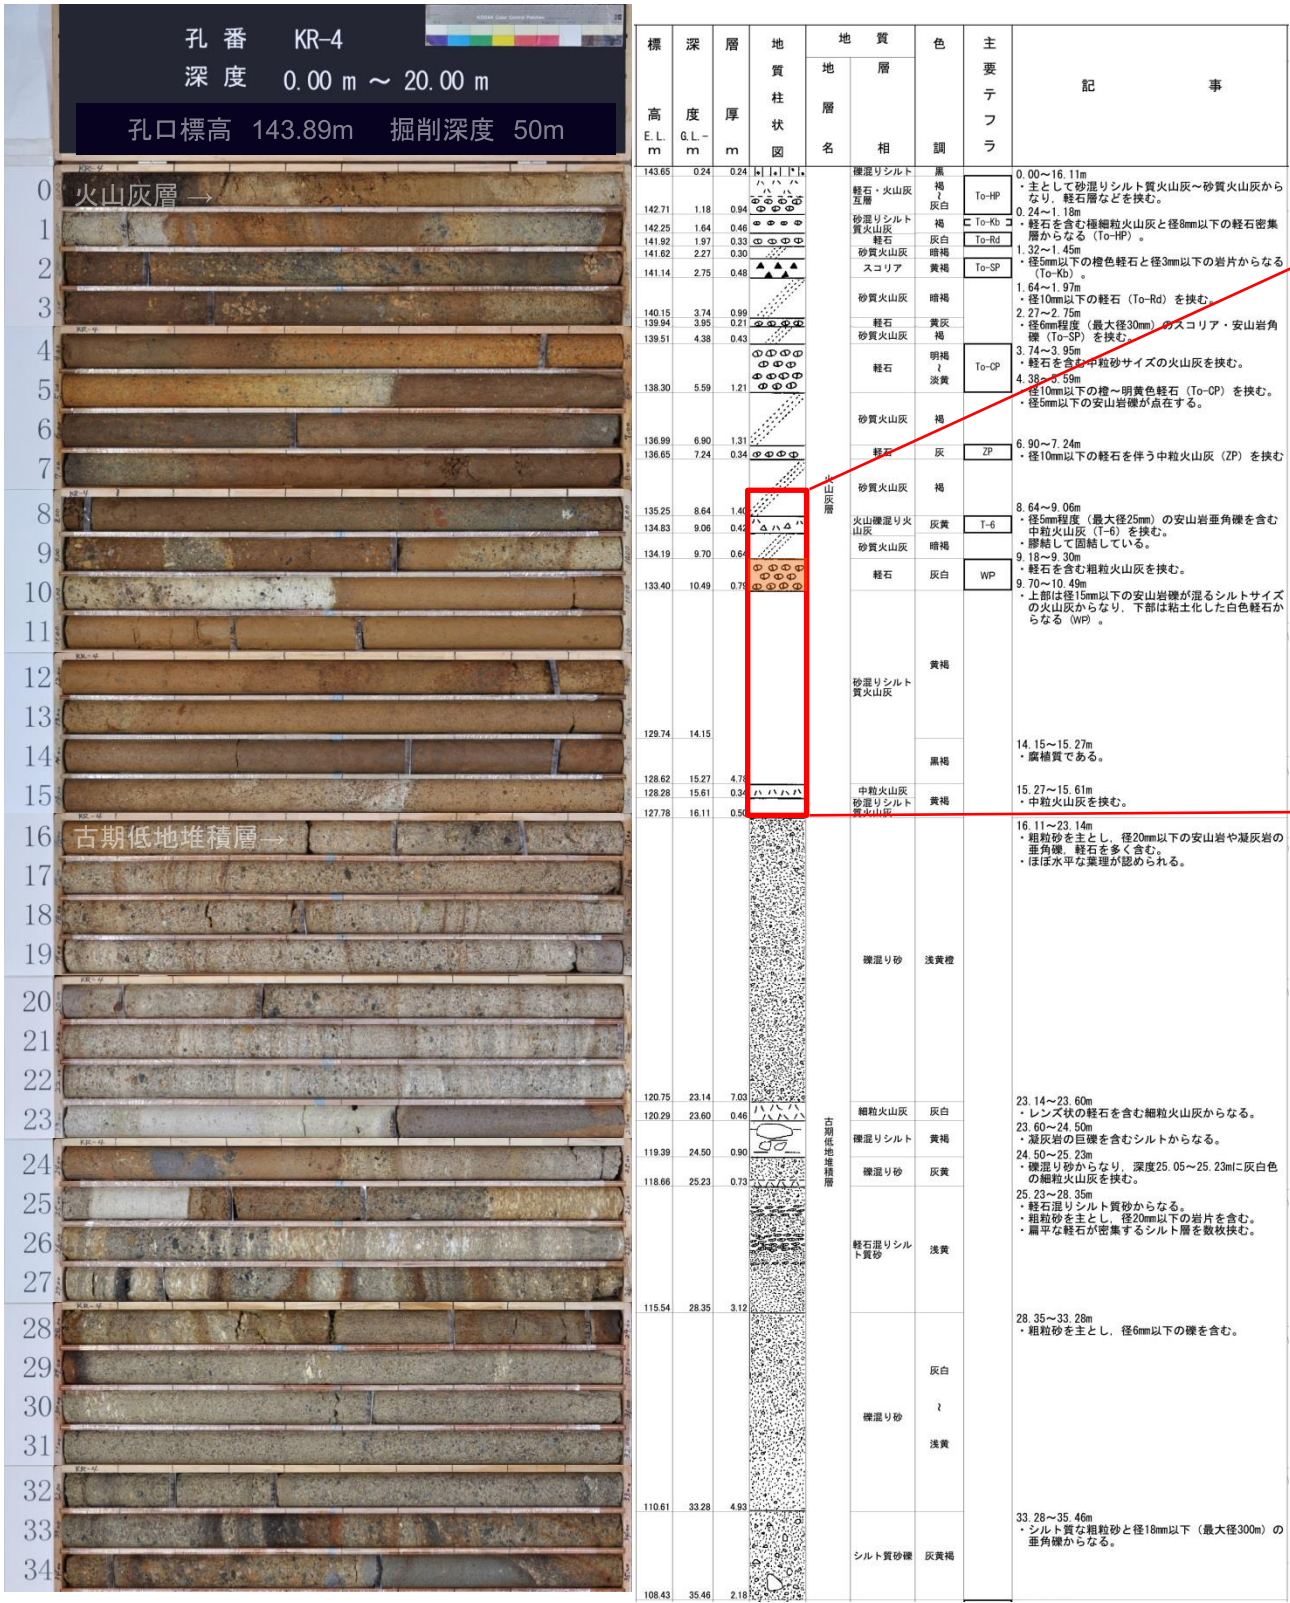 孔番 KR-4
深度 0.00 m ～ 20.00 m
孔口標高 143.89m 掘削深度 50m
KODAK Color Control Patches
火山灰層 →
古期低地堆積層→
KR-4
0
1
2
3
4
5
6
7
8
9
10
11
12
13
14
15
16
17
18
19
20
21
22
23
24
25
26
27
28
29
30
31
32
33
34
標高 E.L. m
深度 G.L.- m
層厚 m
地質柱状図
地質
地層名
層相
色調
主要テフラ
記事
143.65 0.24 0.24 礫混りシルト 黒
142.71 1.18 0.94 軽石・火山灰互層 褐～灰白 To-HP
142.25 1.64 0.46 砂混りシルト質火山灰 褐 To-Kb
141.92 1.97 0.33 軽石 灰白 To-Rd
141.62 2.27 0.30 砂質火山灰 暗褐
141.14 2.75 0.48 スコリア 黄褐 To-SP
140.15 3.74 0.99 砂質火山灰 暗褐
139.94 3.95 0.21 軽石 黄灰
139.51 4.38 0.43 砂質火山灰 褐
138.30 5.59 1.21 軽石 明褐～淡黄 To-CP
136.99 6.90 1.31 砂質火山灰 褐
136.65 7.24 0.34 軽石 灰 ZP
135.25 8.64 1.40 砂質火山灰 褐
134.83 9.06 0.42 火山礫混り火山灰 灰黄 T-6
134.19 9.70 0.64 砂質火山灰 暗褐
133.40 10.49 0.79 軽石 灰白 WP
砂混りシルト質火山灰 黄褐
129.74 14.15
128.62 15.27 4.78 黒褐
128.28 15.61 0.34 中粒火山灰
127.78 16.11 0.50 砂混りシルト質火山灰 黄褐
火山灰層
120.75 23.14 7.03 礫混り砂 浅黄橙
120.29 23.60 0.46 細粒火山灰 灰白
119.39 24.50 0.90 礫混りシルト 黄褐
118.66 25.23 0.73 礫混り砂 灰黄
115.54 28.35 3.12 軽石混りシルト質砂 浅黄
110.61 33.28 4.93 礫混り砂 灰白～浅黄
108.43 35.46 2.18 シルト質砂礫 灰黄褐
古期低地堆積層
0.00～16.11m
・主として砂混りシルト質火山灰～砂質火山灰から
なり，軽石層などを挟む。
0.24～1.18m
・軽石を含む極細粒火山灰と径8mm以下の軽石密集
層からなる（To-HP）。
1.32～1.45m
・径5mm以下の橙色軽石と径3mm以下の岩片からなる
（To-Kb）。
1.64～1.97m
・径10mm以下の軽石（To-Rd）を挟む。
2.27～2.75m
・径6mm程度（最大径30mm）のスコリア・安山岩角
礫（To-SP）を挟む。
3.74～3.95m
・軽石を含む中粒砂サイズの火山灰を挟む。
4.38～5.59m
・径10mm以下の橙～明黄色軽石（To-CP）を挟む。
・径5mm以下の安山岩礫が点在する。
6.90～7.24m
・径10mm以下の軽石を伴う中粒火山灰（ZP）を挟む
8.64～9.06m
・径5mm程度（最大径25mm）の安山岩亜角礫を含む
中粒火山灰（T-6）を挟む。
・膠結して固結している。
9.18～9.30m
・軽石を含む粗粒火山灰を挟む。
9.70～10.49m
・上部は径15mm以下の安山岩礫が混るシルトサイズ
の火山灰からなり，下部は粘土化した白色軽石か
らなる（WP）。
14.15～15.27m
・腐植質である。
15.27～15.61m
・中粒火山灰を挟む。
16.11～23.14m
・粗粒砂を主とし，径20mm以下の安山岩や凝灰岩の
亜角礫，軽石を多く含む。
・ほぼ水平な葉理が認められる。
23.14～23.60m
・レンズ状の軽石を含む細粒火山灰からなる。
23.60～24.50m
・凝灰岩の巨礫を含むシルトからなる。
24.50～25.23m
・礫混り砂からなり，深度25.05～25.23mに灰白色
の細粒火山灰を挟む。
25.23～28.35m
・軽石混りシルト質砂からなる。
・粗粒砂を主とし，径20mm以下の岩片を含む。
・扁平な軽石が密集するシルト層を数枚挟む。
28.35～33.28m
・粗粒砂を主とし，径6mm以下の礫を含む。
33.28～35.46m
・シルト質な粗粒砂と径18mm以下（最大径300m）の
亜角礫からなる。